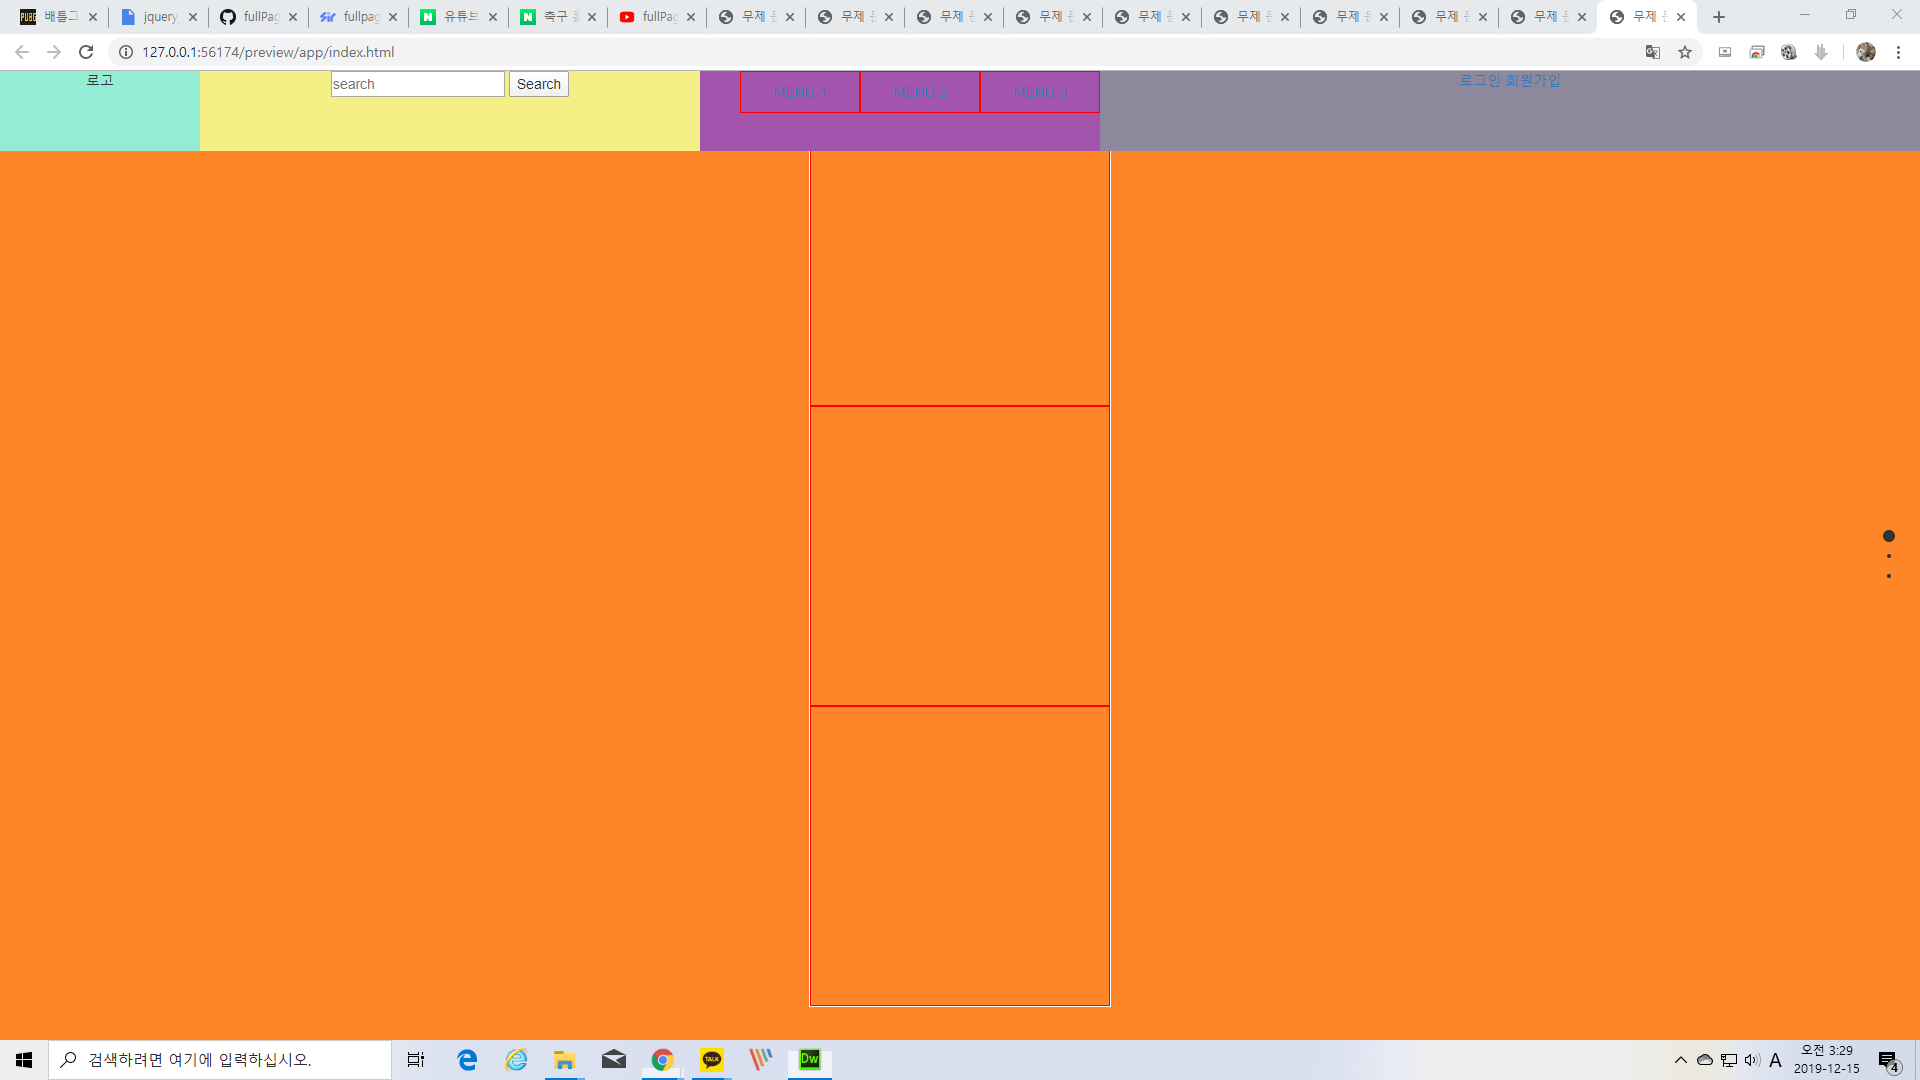 배틀그 jquery fullPag fullpag 유튜브 축구 fullPag 무제 무제 무제 무제 무제 무제 무제 무제 무제 무제
127.0.0.1:56174/preview/app/index.html
로고 search Search MENU-1 MENU-2 MENU-3 로그인 회원가입
검색하려면 여기에 입력하십시오.
TALK Dw A 오전 3:29
2019-12-15 4